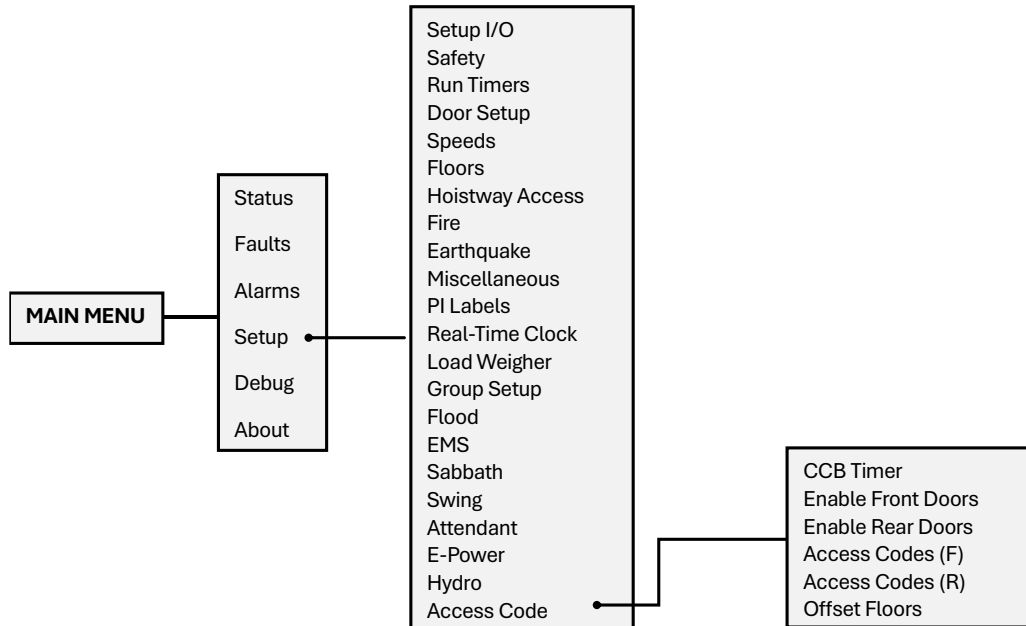 MAIN MENU
Status
Faults
Alarms
Setup
Debug
About
Setup I/O
Safety
Run Timers
Door Setup
Speeds
Floors
Hoistway Access
Fire
Earthquake
Miscellaneous
PI Labels
Real-Time Clock
Load Weigher
Group Setup
Flood
EMS
Sabbath
Swing
Attendant
E-Power
Hydro
Access Code
CCB Timer
Enable Front Doors
Enable Rear Doors
Access Codes (F)
Access Codes (R)
Offset Floors